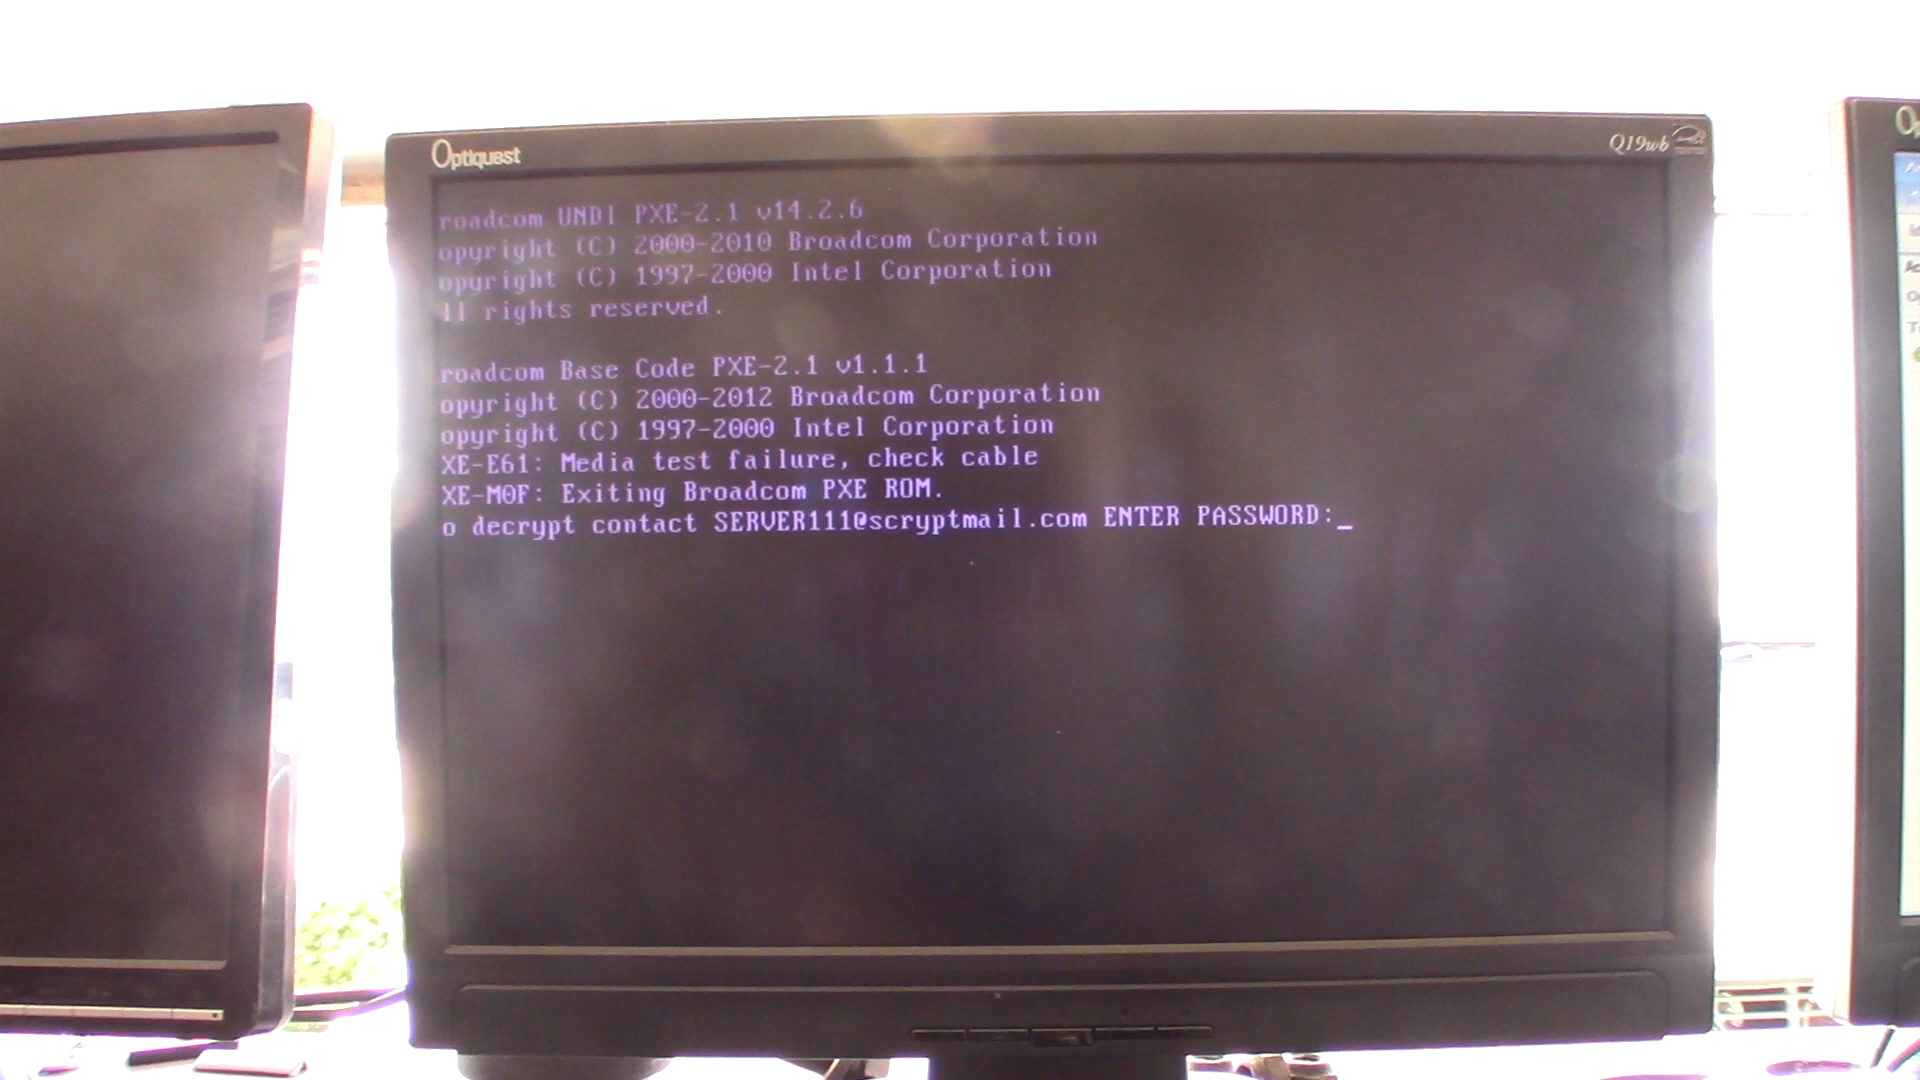 Optiquest
Q19wb
roadcom UNDI PXE-2.1 v14.2.6
opyright (C) 2000-2010 Broadcom Corporation
opyright (C) 1997-2000 Intel Corporation
ll rights reserved.
roadcom Base Code PXE-2.1 v1.1.1
opyright (C) 2000-2012 Broadcom Corporation
opyright (C) 1997-2000 Intel Corporation
XE-E61: Media test failure, check cable
XE-M0F: Exiting Broadcom PXE ROM.
o decrypt contact SERVER111@scryptmail.com ENTER PASSWORD:_